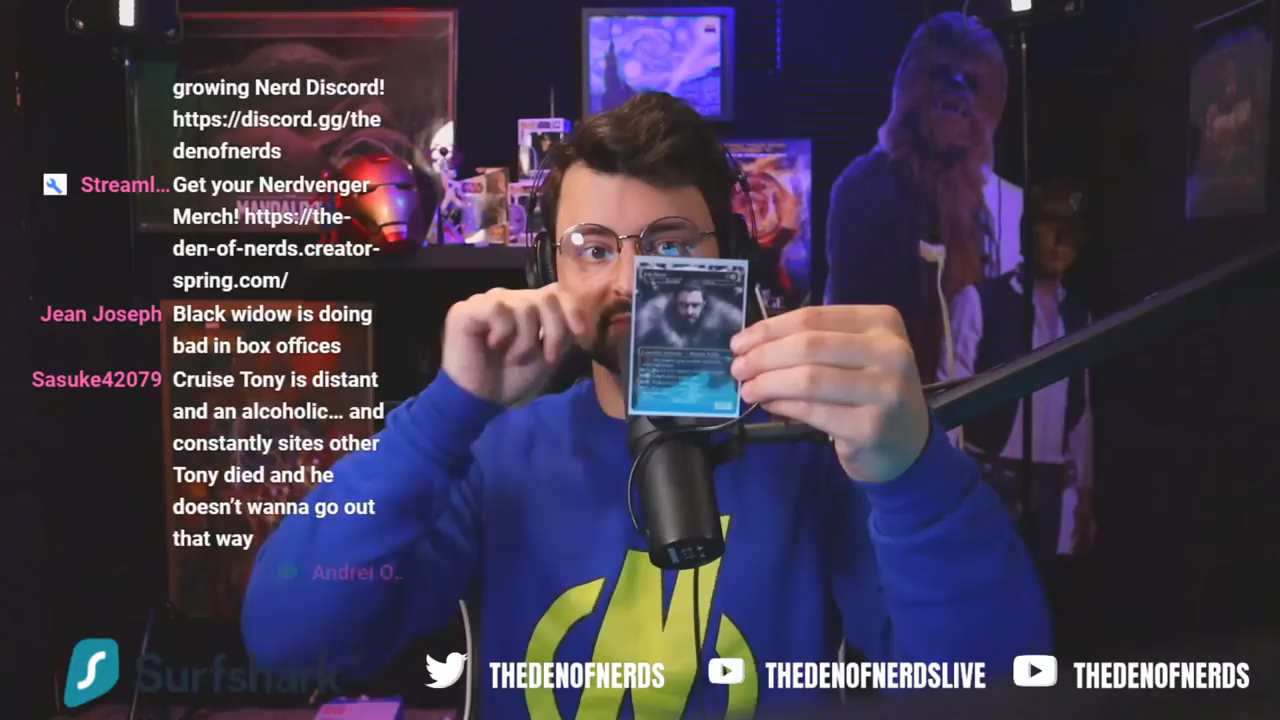 growing Nerd Discord!
https://discord.gg/the
denofnerds
Streaml... Get your Nerdvenger
Merch! https://the-
den-of-nerds.creator-
spring.com/
Jean Joseph Black widow is doing
bad in box offices
Sasuke42079 Cruise Tony is distant
and an alcoholic... and
constantly sites other
Tony died and he
doesn't wanna go out
that way
Andrei O..
Surfshark
THEDENOFNERDS
THEDENOFNERDSLIVE
THEDENOFNERDS